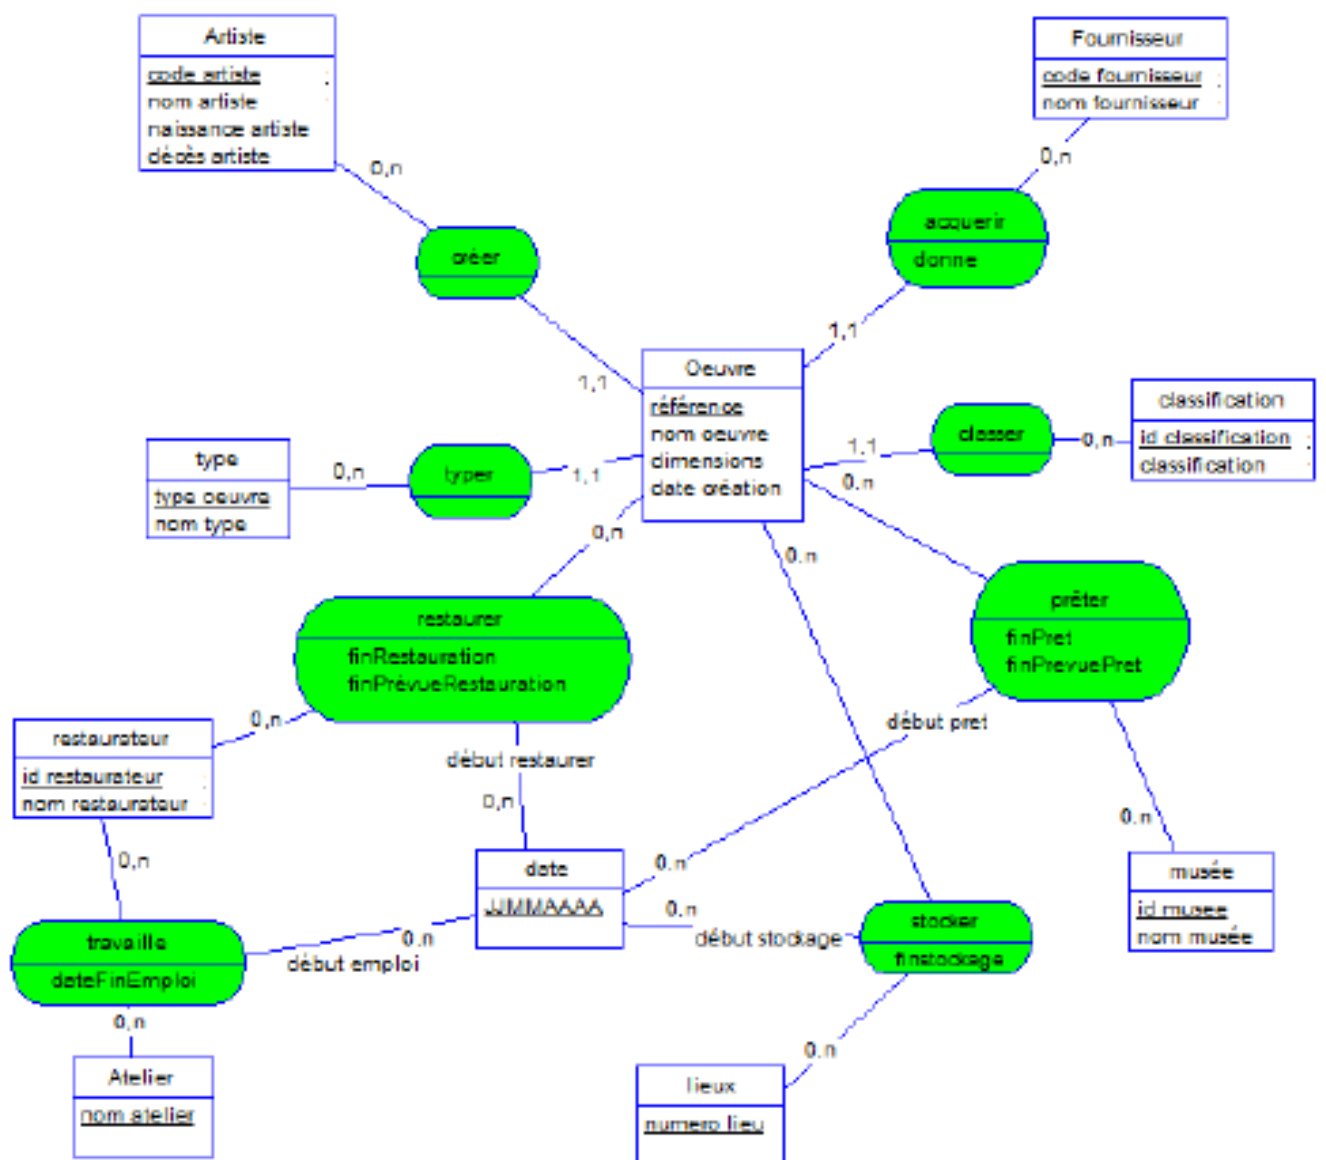 Artiste
code artiste
nom artiste
naissance artiste
décès artiste
Fournisseur
code fournisseur
nom fournisseur
0,n
0,n
acquerir
donne
créer
1,1
1,1
Oeuvre
référence
nom oeuvre
dimensions
date création
classification
id classification
classification
classer
0,n
1,1
type
type oeuvre
nom type
0,n
typer
1,1
0,n
0,n
0,n
restaurer
finRestauration
finPrévueRestauration
prêter
finPret
finPrevuePret
0,n
début pret
restaurateur
id restaurateur
nom restaurateur
début restaurer
0,n
0,n
0,n
0,n
date
JJMMAAAA
musée
id musee
nom musée
0,n
0,n
début stockage
stocker
finstockage
travaille
dateFinEmploi
début emploi
0,n
0,n
Atelier
nom atelier
lieux
numero lieu